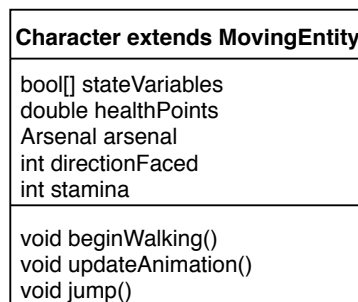 Character extends MovingEntity
bool[] stateVariables
double healthPoints
Arsenal arsenal
int directionFaced
int stamina
void beginWalking()
void updateAnimation()
void jump()